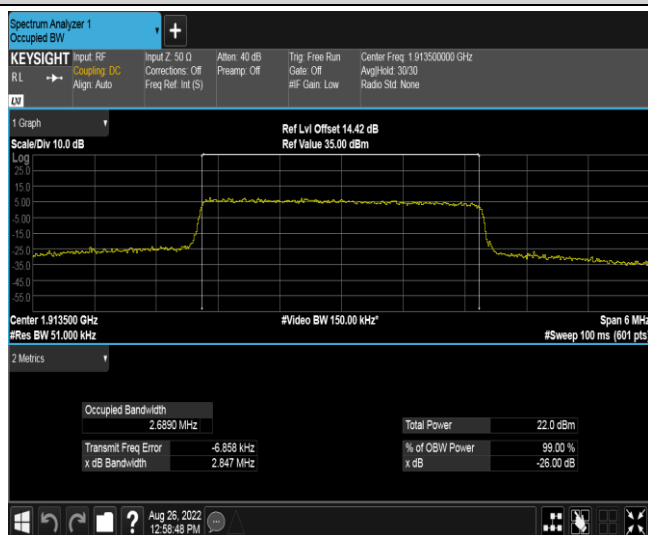 Spectrum Analyzer 1
Occupied BW
+
KEYSIGHT
RL
LXI
Input: RF
Coupling: DC
Align: Auto
Input Z: 50 Ω
Corrections: Off
Freq Ref: Int (S)
Atten: 40 dB
Preamp: Off
Trig: Free Run
Gate: Off
#IF Gain: Low
Center Freq: 1.913500000 GHz
Avg|Hold: 30/30
Radio Std: None
1 Graph
Scale/Div 10.0 dB
Ref Lvl Offset 14.42 dB
Ref Value 35.00 dBm
Log
25.0
15.0
5.00
-5.00
-15.0
-25.0
-35.0
-45.0
-55.0
Center 1.913500 GHz
#Res BW 51.000 kHz
#Video BW 150.00 kHz*
Span 6 MHz
#Sweep 100 ms (601 pts)
2 Metrics
Occupied Bandwidth
2.6890 MHz
Transmit Freq Error -6.858 kHz
x dB Bandwidth 2.847 MHz
Total Power 22.0 dBm
% of OBW Power 99.00 %
x dB -26.00 dB
?
Aug 26, 2022
12:58:48 PM